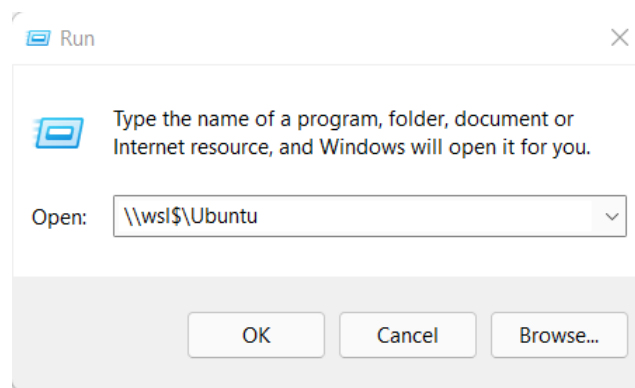 Run
Type the name of a program, folder, document or
Internet resource, and Windows will open it for you.
Open: \\wsl$\Ubuntu
OK Cancel Browse...